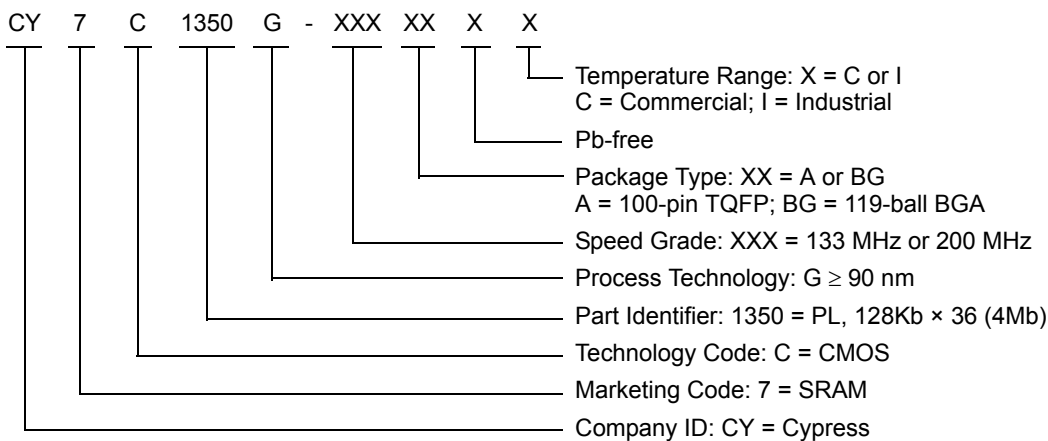 CY 7 C 1350 G - XXX XX X X
Temperature Range: X = C or I
C = Commercial; I = Industrial
Pb-free
Package Type: XX = A or BG
A = 100-pin TQFP; BG = 119-ball BGA
Speed Grade: XXX = 133 MHz or 200 MHz
Process Technology: G ≥ 90 nm
Part Identifier: 1350 = PL, 128Kb × 36 (4Mb)
Technology Code: C = CMOS
Marketing Code: 7 = SRAM
Company ID: CY = Cypress